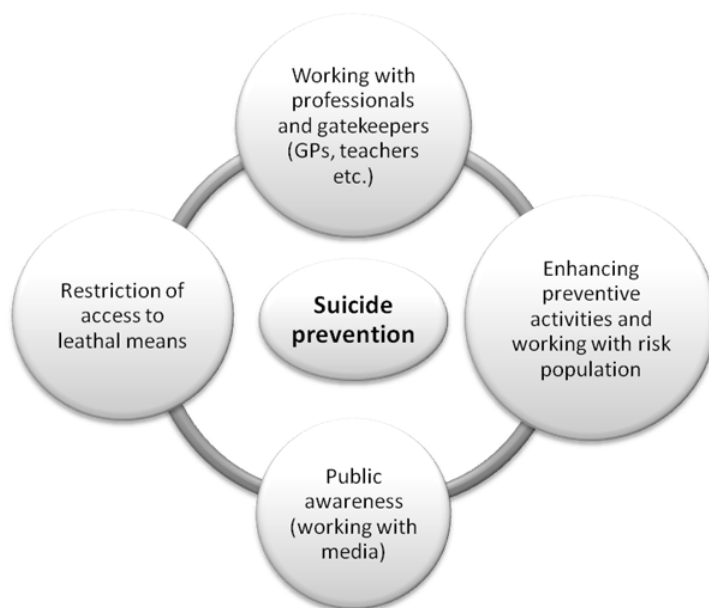 Working with
professionals
and gatekeepers
(GPs, teachers
etc.)
Enhancing
preventive
activities and
working with risk
population
Public
awareness
(working with
media)
Restriction of
access to
leathal means
Suicide
prevention